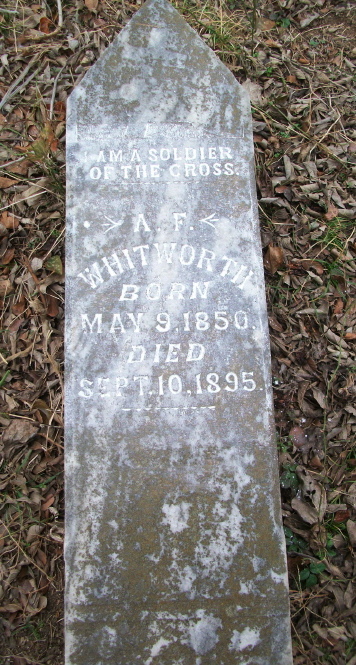 I AM A SOLDIER
OF THE CROSS.
A. F.
WHITWORTH
BORN
MAY 9, 1850.
DIED
SEPT. 10, 1895.